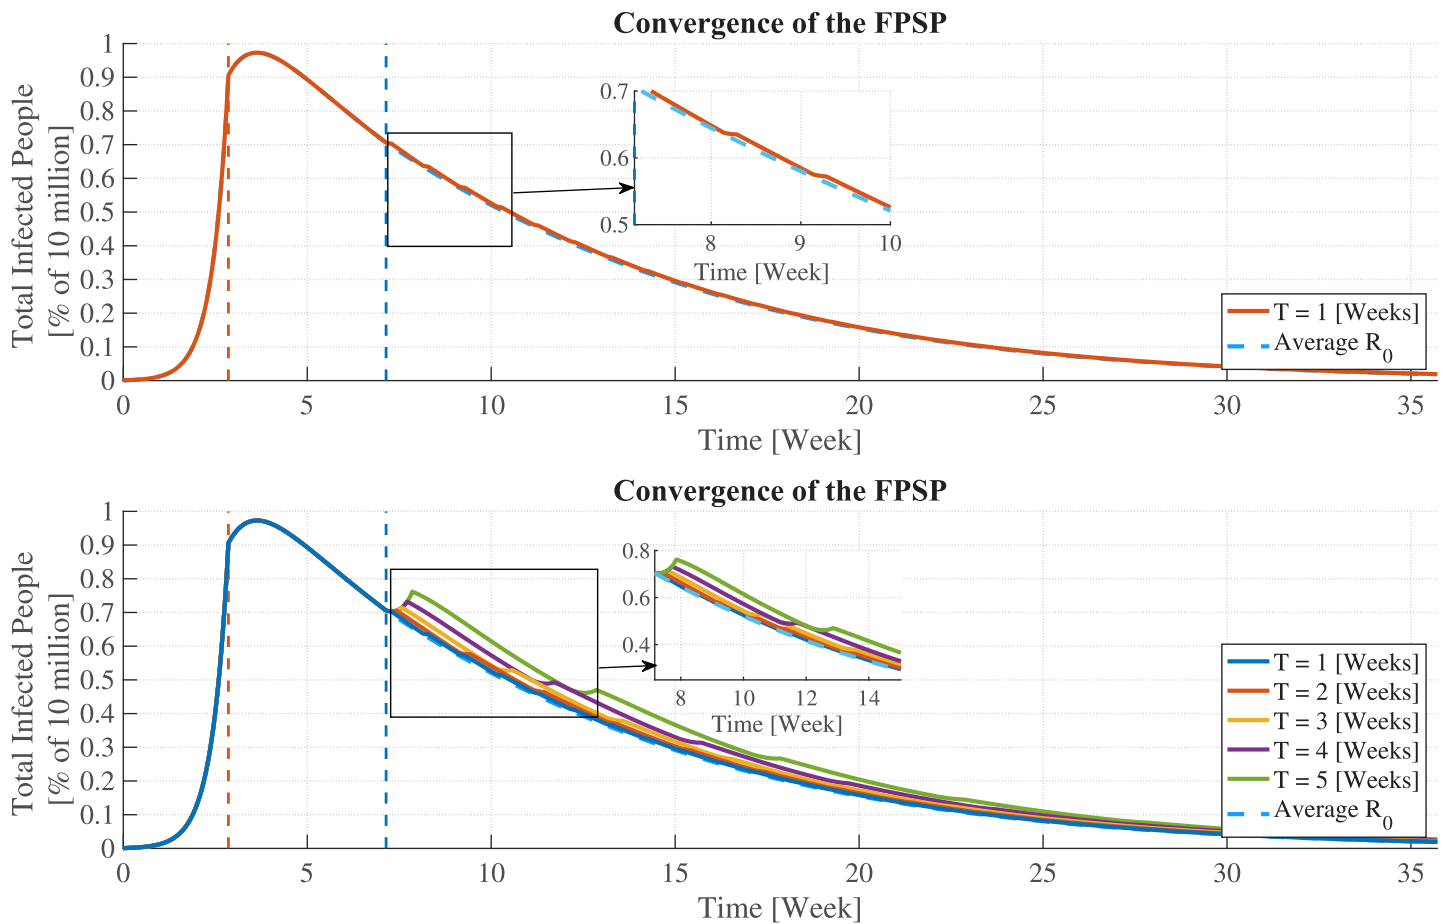 Convergence of the FPSP
Total Infected People
[% of 10 million]
1
0.9
0.8
0.7
0.6
0.5
0.4
0.3
0.2
0.1
0
0.7
0.6
0.5
8 9 10
Time [Week]
T = 1 [Weeks]
Average R0
0 5 10 15 20 25 30 35
Time [Week]
Convergence of the FPSP
Total Infected People
[% of 10 million]
1
0.9
0.8
0.7
0.6
0.5
0.4
0.3
0.2
0.1
0
0.8
0.6
0.4
8 10 12 14
Time [Week]
T = 1 [Weeks]
T = 2 [Weeks]
T = 3 [Weeks]
T = 4 [Weeks]
T = 5 [Weeks]
Average R0
0 5 10 15 20 25 30 35
Time [Week]